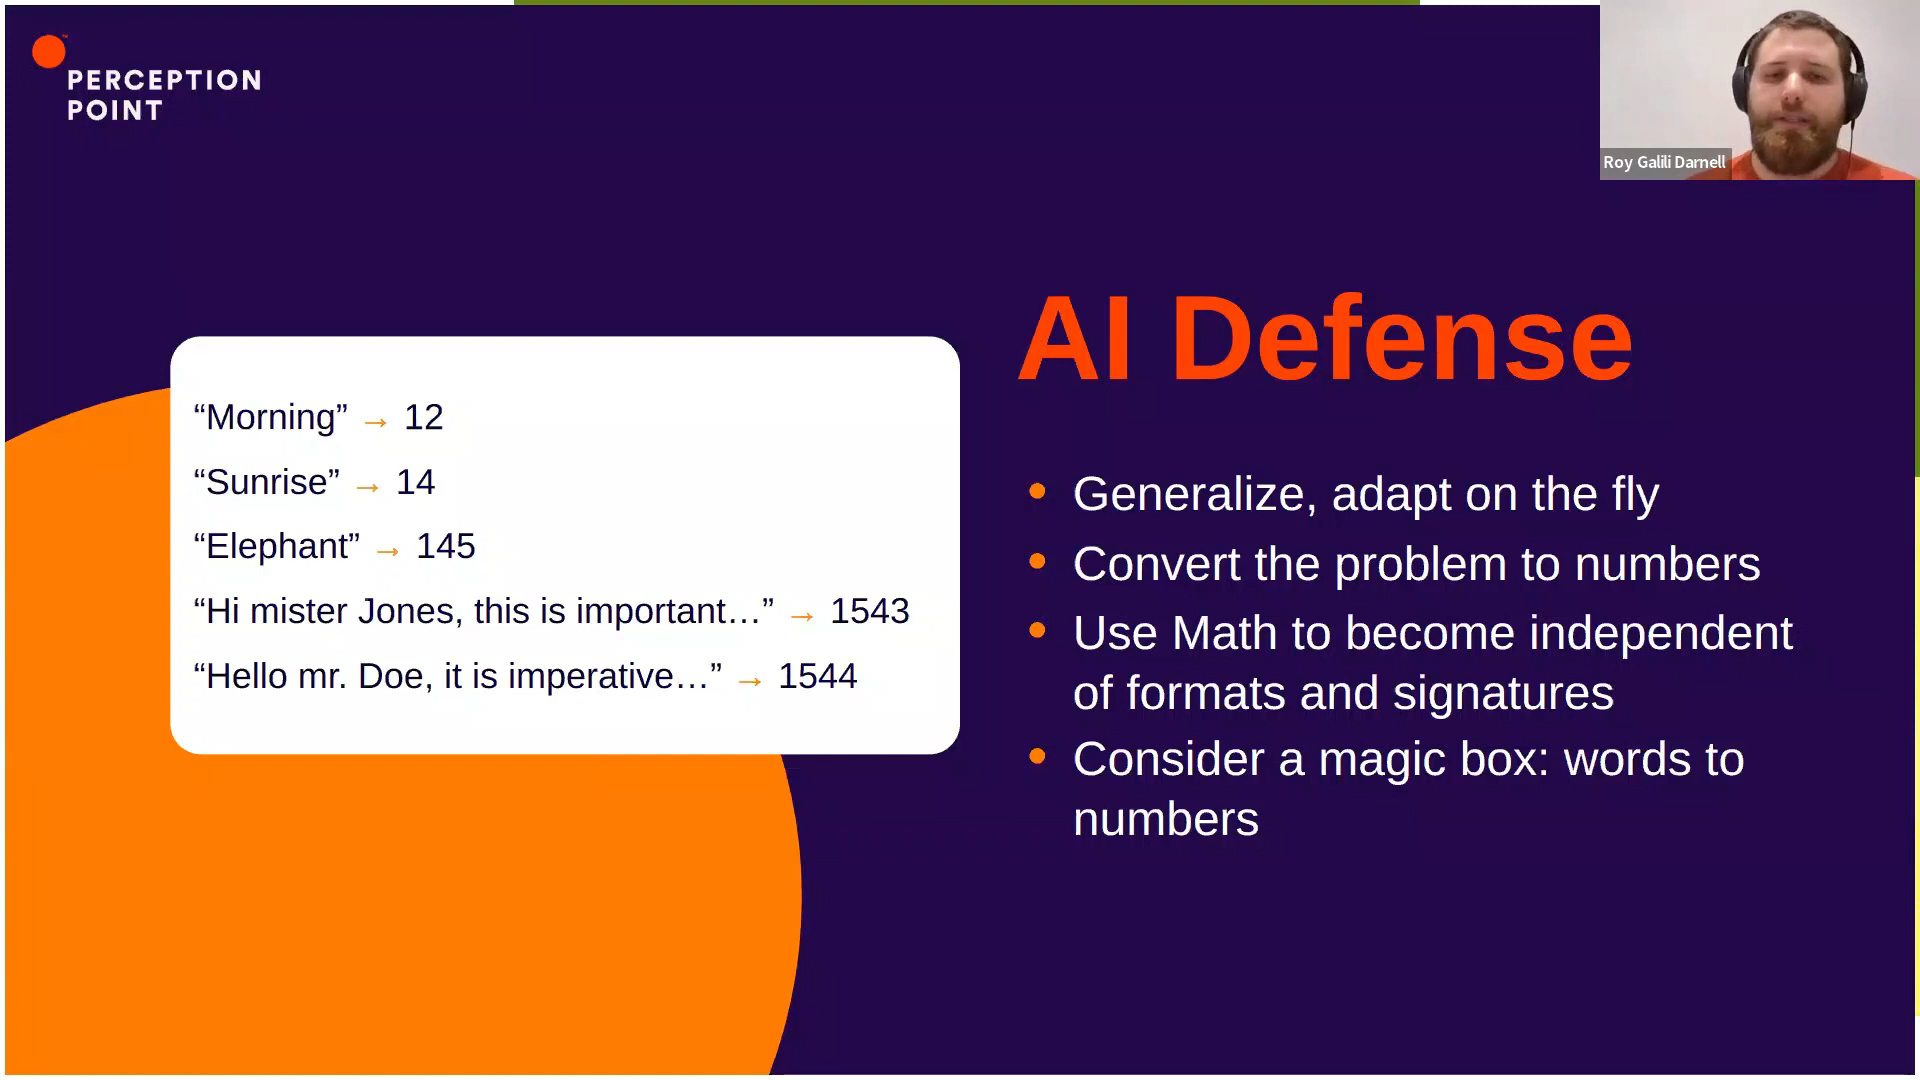 PERCEPTION
POINT
Roy Galili Darnell
“Morning” → 12
“Sunrise” → 14
“Elephant” → 145
“Hi mister Jones, this is important…” → 1543
“Hello mr. Doe, it is imperative…” → 1544
AI Defense
• Generalize, adapt on the fly
• Convert the problem to numbers
• Use Math to become independent
of formats and signatures
• Consider a magic box: words to
numbers